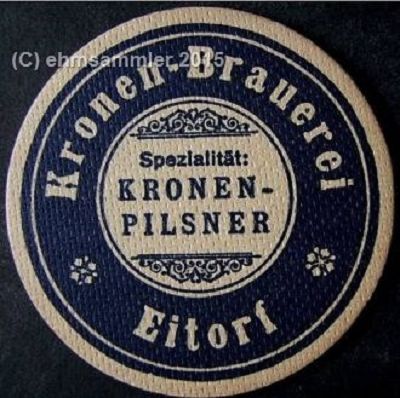 (C) ehmsammler 2015
Kronen-Brauerei
Spezialität:
KRONEN-
PILSNER
Eitorf